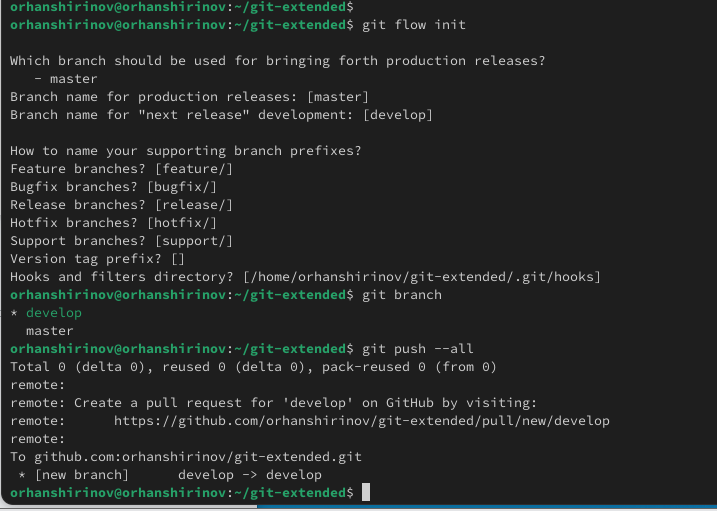 orhanshirinov@orhanshirinov:~/git-extended$
orhanshirinov@orhanshirinov:~/git-extended$ git flow init

Which branch should be used for bringing forth production releases?
   - master
Branch name for production releases: [master]
Branch name for "next release" development: [develop]

How to name your supporting branch prefixes?
Feature branches? [feature/]
Bugfix branches? [bugfix/]
Release branches? [release/]
Hotfix branches? [hotfix/]
Support branches? [support/]
Version tag prefix? []
Hooks and filters directory? [/home/orhanshirinov/git-extended/.git/hooks]
orhanshirinov@orhanshirinov:~/git-extended$ git branch
* develop
  master
orhanshirinov@orhanshirinov:~/git-extended$ git push --all
Total 0 (delta 0), reused 0 (delta 0), pack-reused 0 (from 0)
remote:
remote: Create a pull request for 'develop' on GitHub by visiting:
remote:      https://github.com/orhanshirinov/git-extended/pull/new/develop
remote:
To github.com:orhanshirinov/git-extended.git
 * [new branch]      develop -> develop
orhanshirinov@orhanshirinov:~/git-extended$